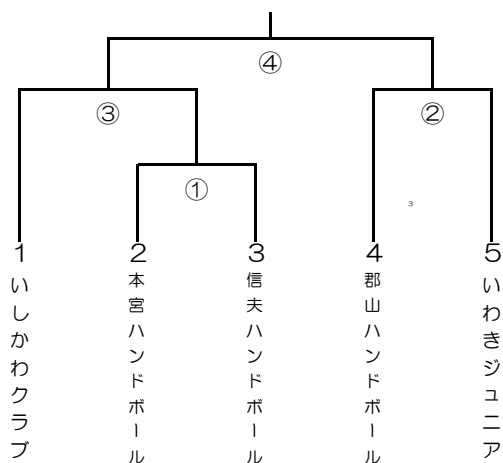 ④
③
②
①
3
1 いしかわクラブ
2 本宮ハンドボール
3 信夫ハンドボール
4 郡山ハンドボール
5 いわきジュニア